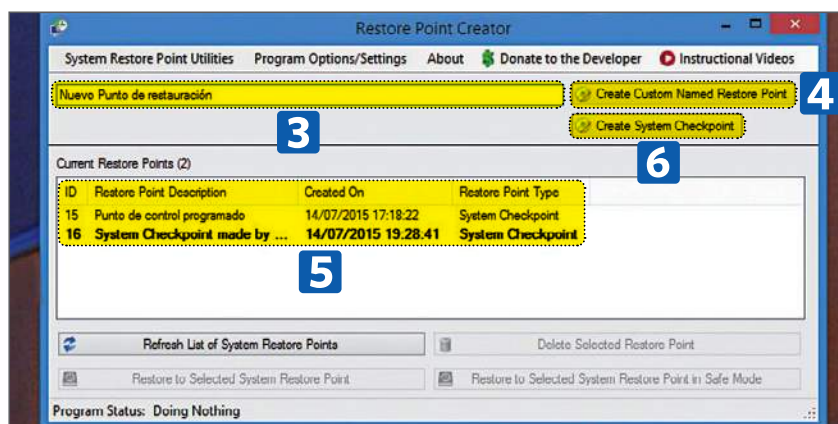 Restore Point Creator
System Restore Point Utilities Program Options/Settings About Donate to the Developer Instructional Videos
Nuevo Punto de restauración Create Custom Named Restore Point 4
3 Create System Checkpoint
6
Current Restore Points (2)
ID Restore Point Description Created On Restore Point Type
15 Punto de control programado 14/07/2015 17:18:22 System Checkpoint
16 System Checkpoint made by ... 14/07/2015 19:28:41 System Checkpoint
5
Refresh List of System Restore Points Delete Selected Restore Point
Restore to Selected System Restore Point Restore to Selected System Restore Point in Safe Mode
Program Status: Doing Nothing